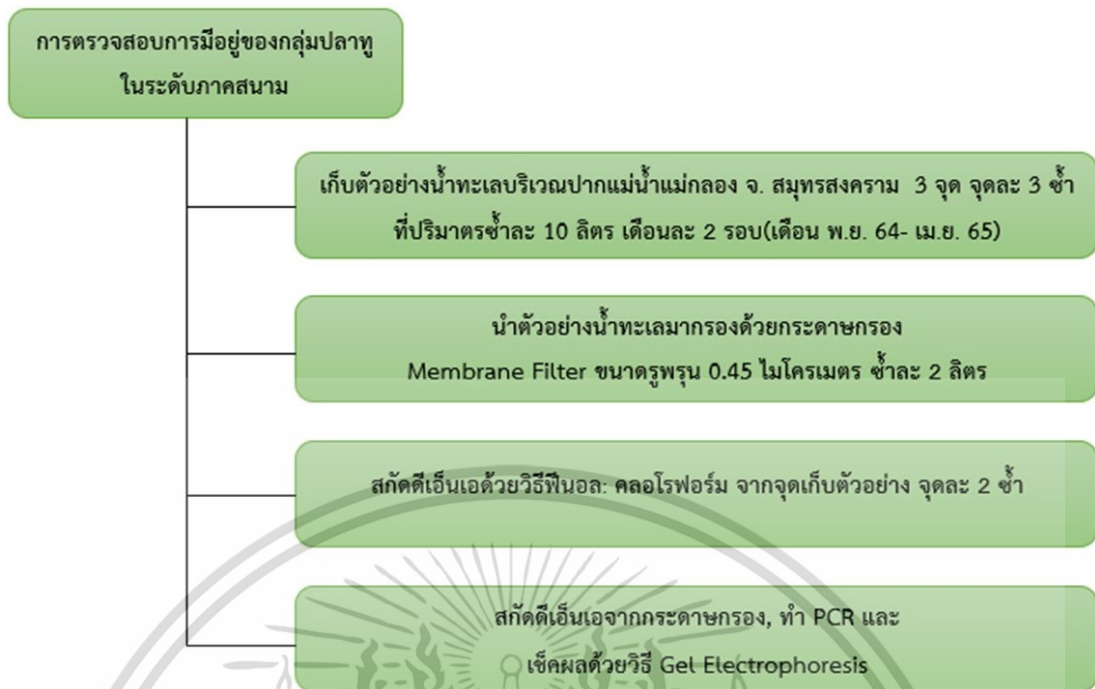 การตรวจสอบการมีอยู่ของกลุ่มปลาทู
ในระดับภาคสนาม
เก็บตัวอย่างน้ำทะเลบริเวณปากแม่น้ำแม่กลอง จ. สมุทรสงคราม  3 จุด จุดละ 3 ซ้ำ
ที่ปริมาตรซ้ำละ 10 ลิตร เดือนละ 2 รอบ(เดือน พ.ย. 64- เม.ย. 65)
นำตัวอย่างน้ำทะเลมากรองด้วยกระดาษกรอง
Membrane Filter ขนาดรูพรุน 0.45 ไมโครเมตร ซ้ำละ 2 ลิตร
สกัดดีเอ็นเอด้วยวิธีฟีนอล: คลอโรฟอร์ม จากจุดเก็บตัวอย่าง จุดละ 2 ซ้ำ
สกัดดีเอ็นเอจากกระดาษกรอง, ทำ PCR และ
เช็คผลด้วยวิธี Gel Electrophoresis